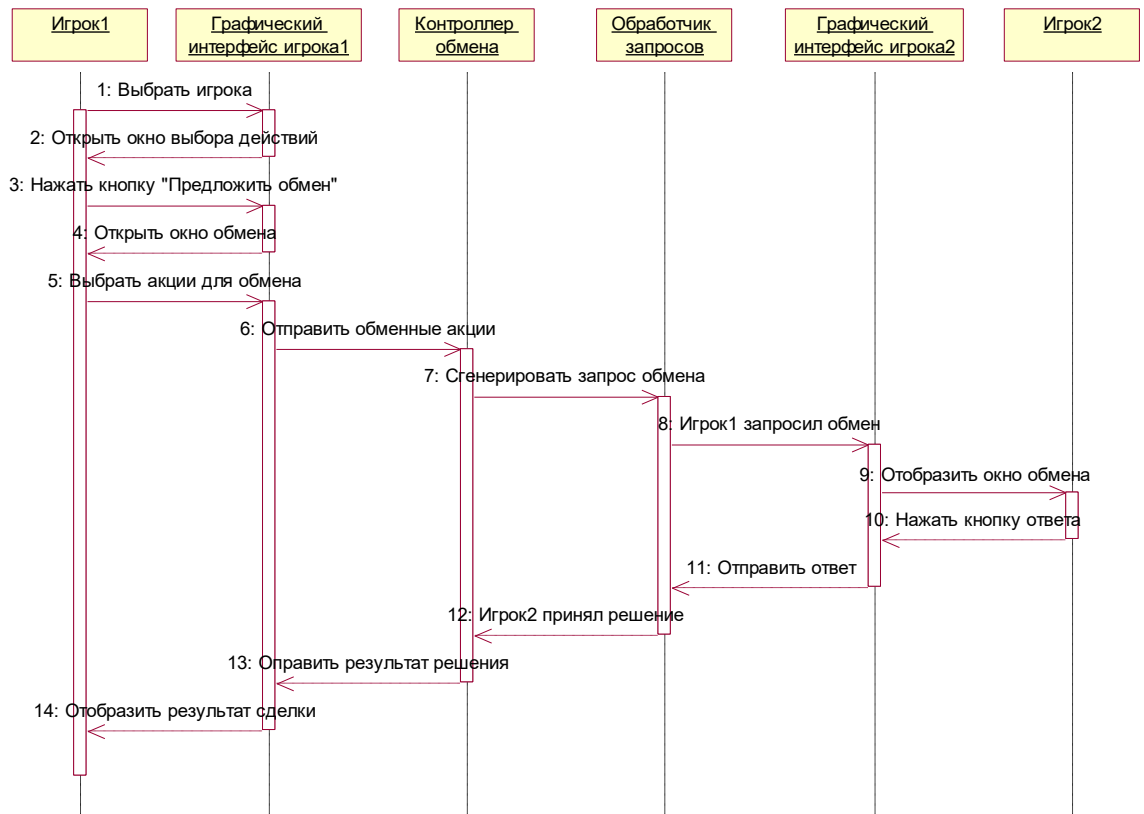 Игрок1
Графический
интерфейс игрока1
Контроллер
обмена
Обработчик
запросов
Графический
интерфейс игрока2
Игрок2
1: Выбрать игрока
2: Открыть окно выбора действий
3: Нажать кнопку "Предложить обмен"
4: Открыть окно обмена
5: Выбрать акции для обмена
6: Отправить обменные акции
7: Сгенерировать запрос обмена
8: Игрок1 запросил обмен
9: Отобразить окно обмена
10: Нажать кнопку ответа
11: Отправить ответ
12: Игрок2 принял решение
13: Оправить результат решения
14: Отобразить результат сделки